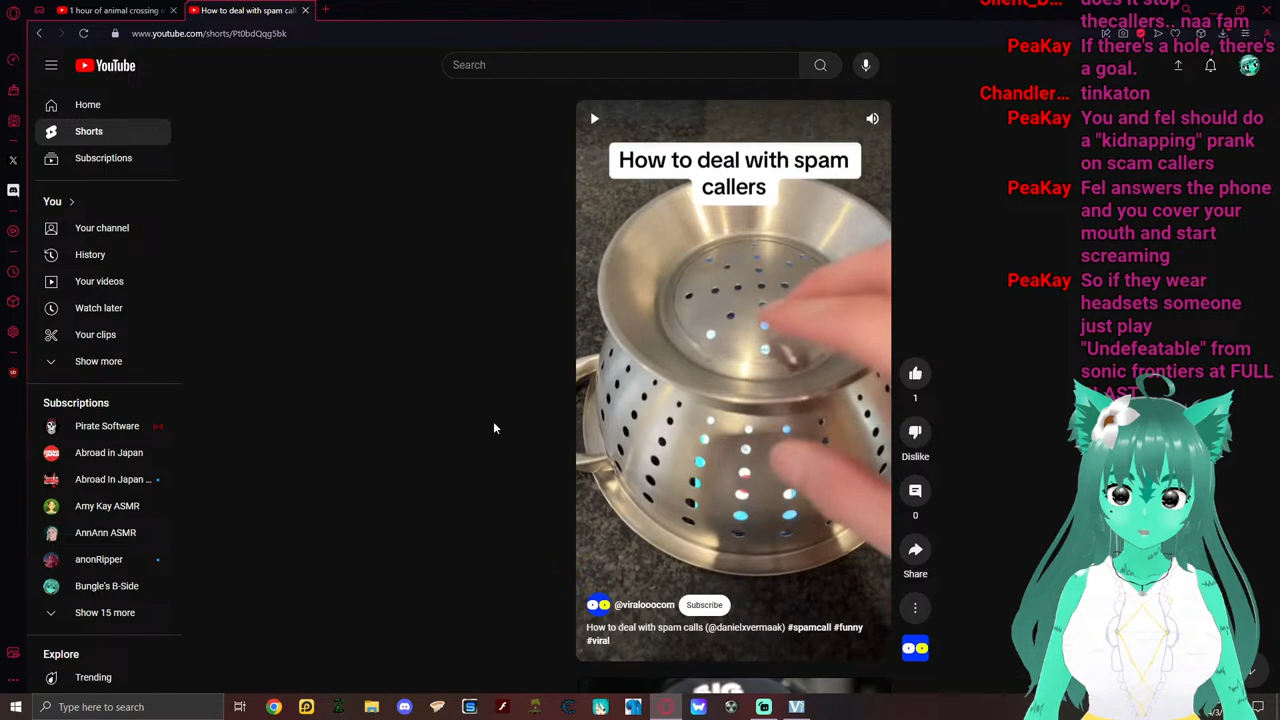 1 hour of animal crossing n
How to deal with spam call
www.youtube.com/shorts/Pt0bdQqg5bk
YouTube
Search
Home
Shorts
Subscriptions
You
Your channel
History
Your videos
Watch later
Your clips
Show more
Subscriptions
Pirate Software
Abroad in Japan
Abroad In Japan ...
Amy Kay ASMR
AnnAnn ASMR
anonRipper
Bungle's B-Side
Show 15 more
Explore
Trending
How to deal with spam
callers
1
Dislike
0
Share
@viralooocom
Subscribe
How to deal with spam calls (@danielxvermaak) #spamcall #funny
#viral
does it stop
thecallers.. naa fam
PeaKay If there's a hole, there's
a goal.
Chandler... tinkaton
PeaKay You and fel should do
a "kidnapping" prank
on scam callers
PeaKay Fel answers the phone
and you cover your
mouth and start
screaming
PeaKay So if they wear
headsets someone
just play
"Undefeatable" from
sonic frontiers at FULL
Type here to search